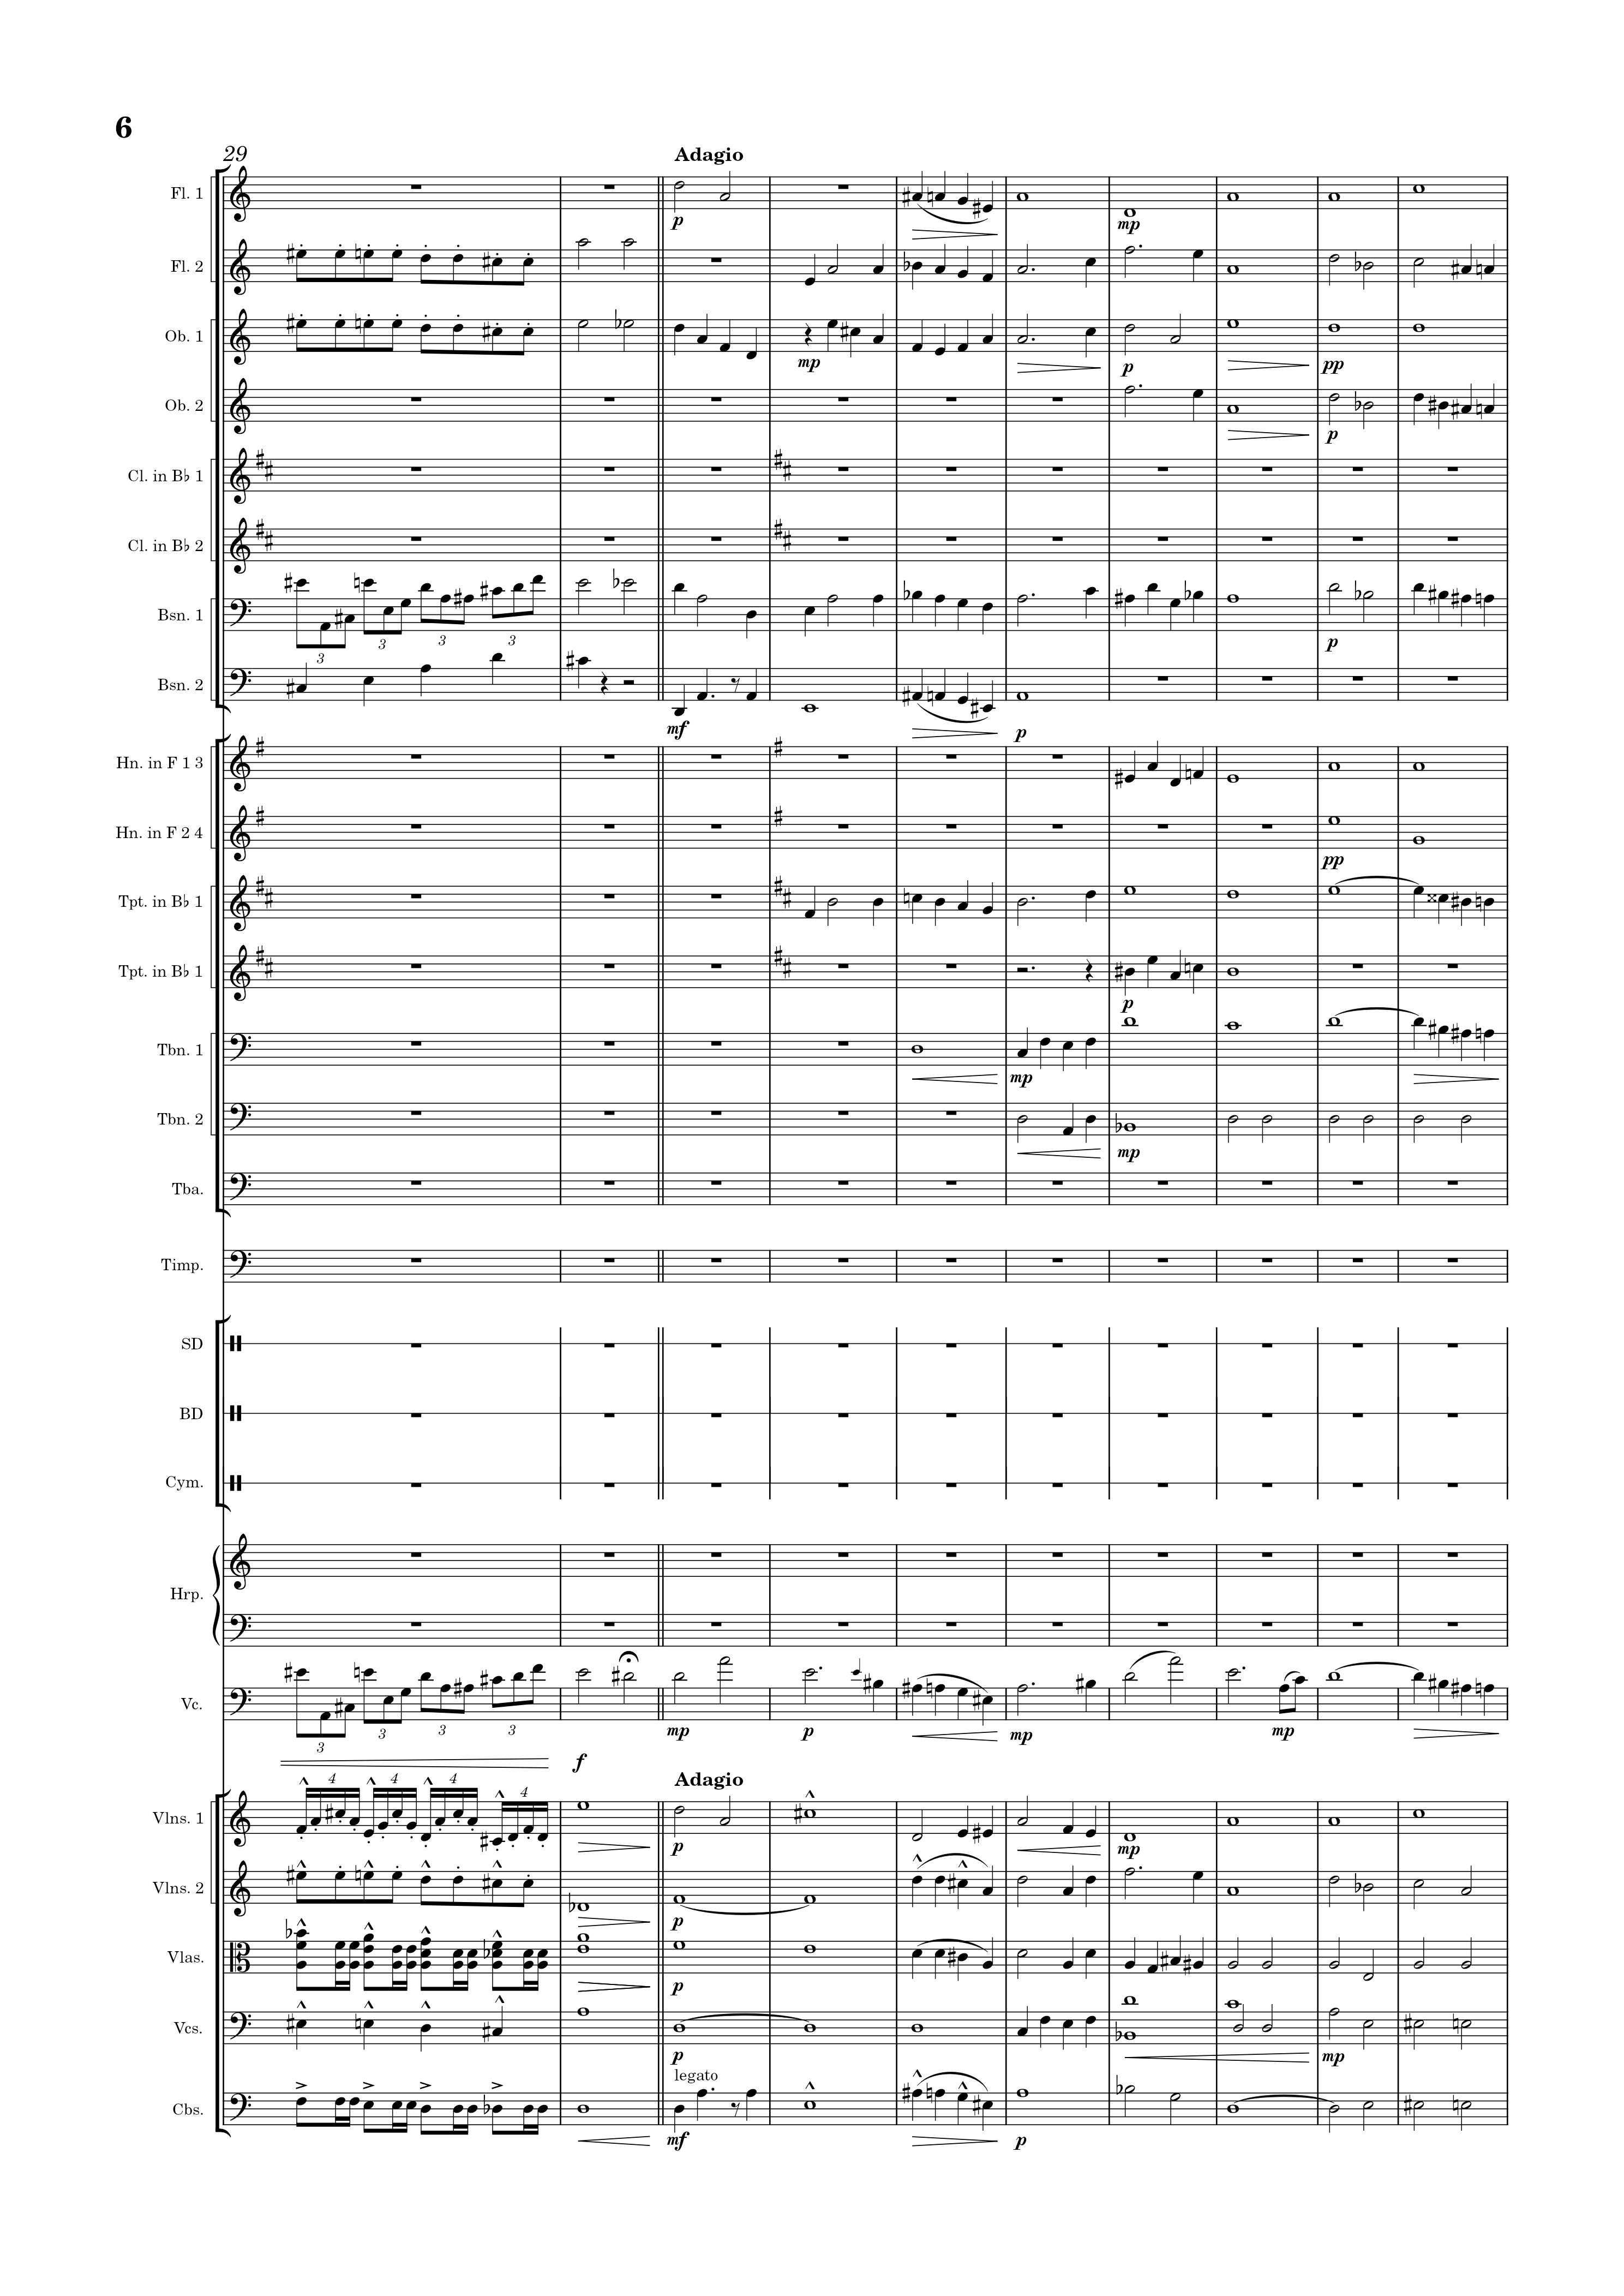 6
29
Adagio
Fl. 1
p
mp
Fl. 2
Ob. 1
mp
p
pp
Ob. 2
p
Cl. in B♭ 1
Cl. in B♭ 2
Bsn. 1
3
3
3
3
p
Bsn. 2
mf
p
Hn. in F 1 3
Hn. in F 2 4
pp
Tpt. in B♭ 1
Tpt. in B♭ 1
p
Tbn. 1
mp
Tbn. 2
mp
Tba.
Timp.
SD
BD
Cym.
Hrp.
Vc.
3
3
3
3
f
mp
p
mp
mp
Adagio
4
4
4
4
Vlns. 1
p
mp
Vlns. 2
p
Vlas.
p
Vcs.
p
mp
legato
Cbs.
mf
p